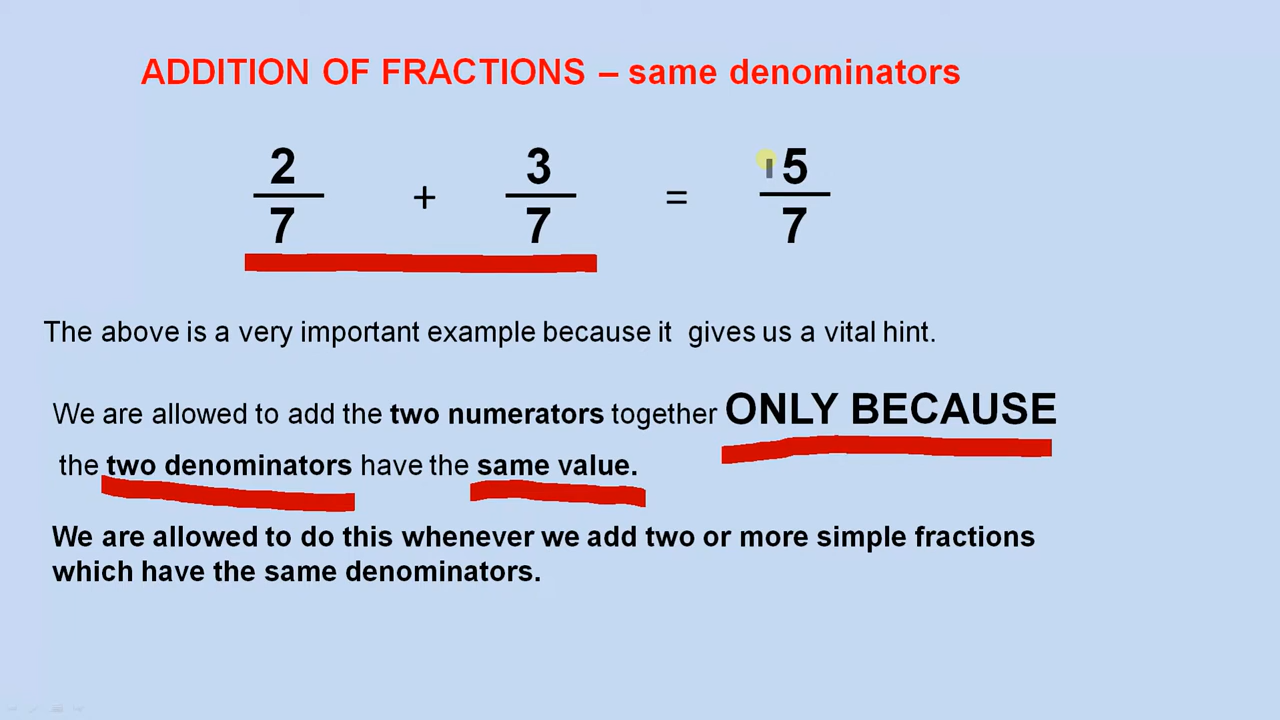 ADDITION OF FRACTIONS – same denominators
2 3 5
+ =
7 7 7
The above is a very important example because it gives us a vital hint.
We are allowed to add the two numerators together ONLY BECAUSE
the two denominators have the same value.
We are allowed to do this whenever we add two or more simple fractions
which have the same denominators.